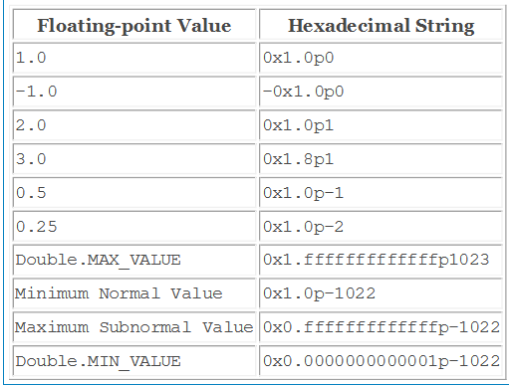 Floating-point Value Hexadecimal String
1.0 0x1.0p0
-1.0 -0x1.0p0
2.0 0x1.0p1
3.0 0x1.8p1
0.5 0x1.0p-1
0.25 0x1.0p-2
Double.MAX_VALUE 0x1.fffffffffffffp1023
Minimum Normal Value 0x1.0p-1022
Maximum Subnormal Value 0x0.fffffffffffffp-1022
Double.MIN_VALUE 0x0.0000000000001p-1022